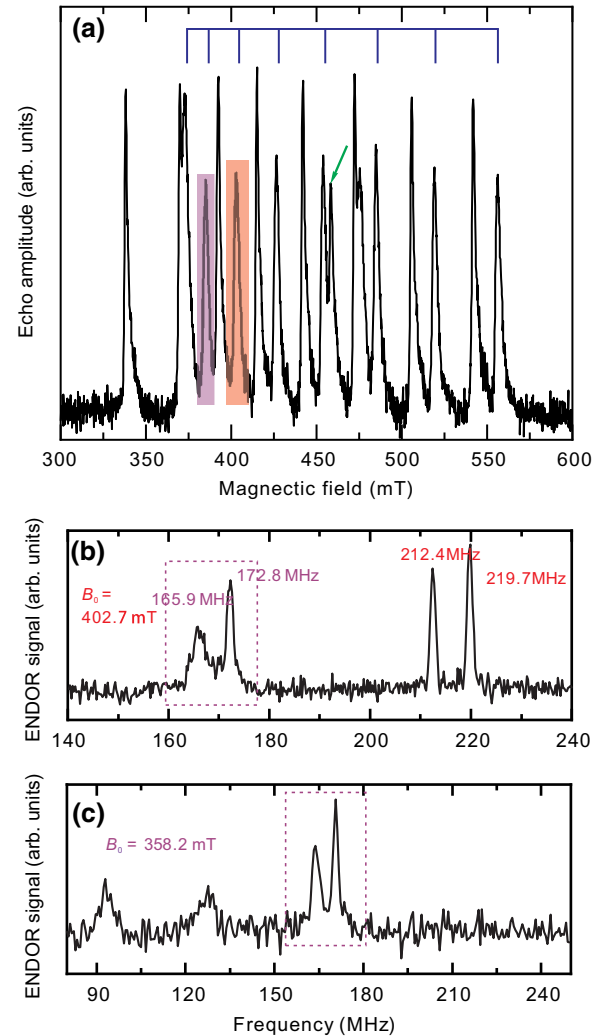 (a)
Echo amplitude (arb. units)
300 350 400 450 500 550 600
Magnectic field (mT)
(b)
ENDOR signal (arb. units)
B₀ =
402.7 mT
165.9 MHz
172.8 MHz
212.4MHz
219.7MHz
140 160 180 200 220 240
(c)
ENDOR signal (arb. units)
B₀ = 358.2 mT
90 120 150 180 210 240
Frequency (MHz)